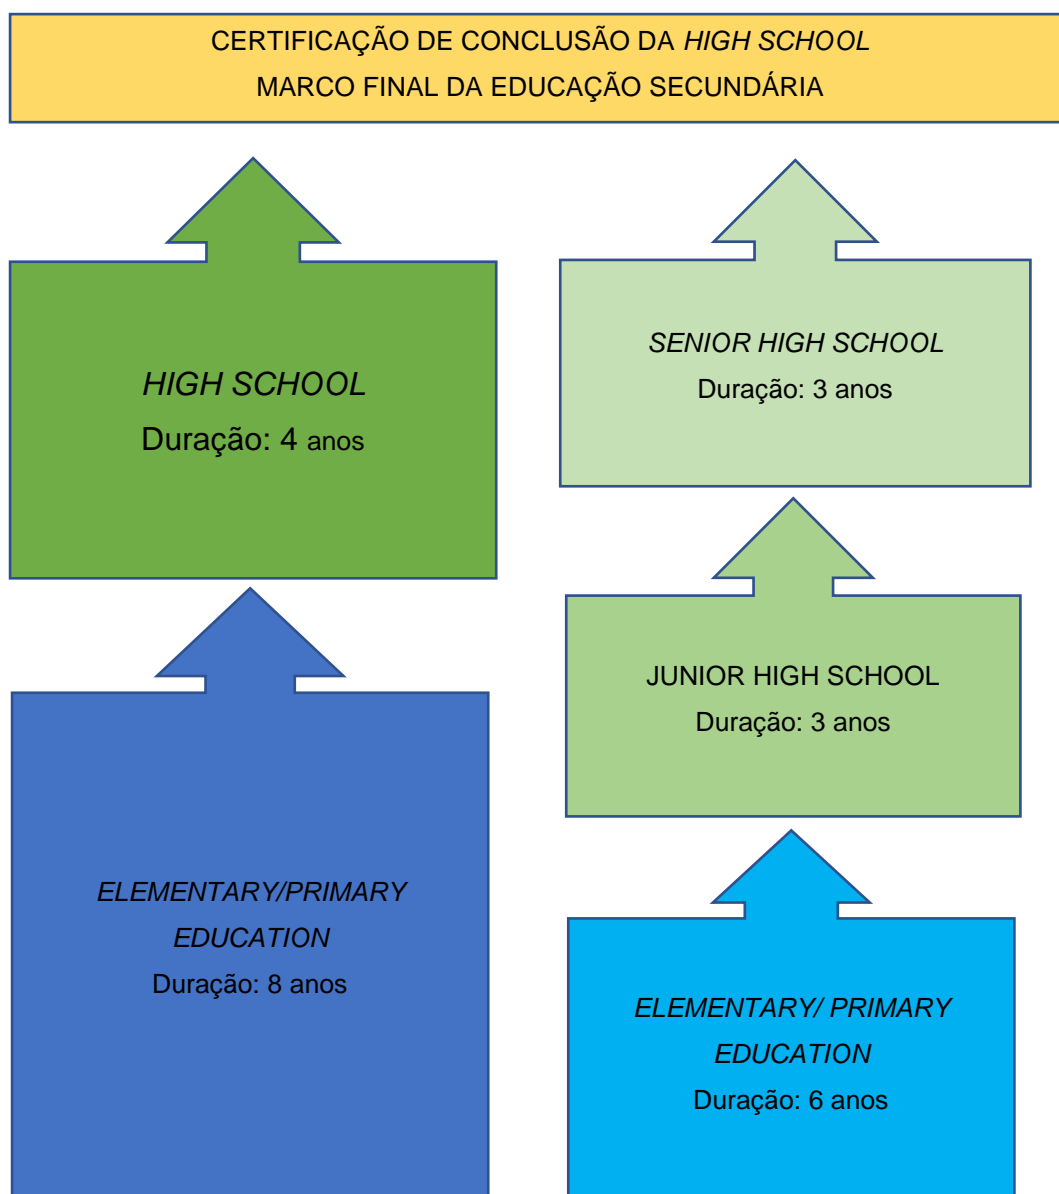 CERTIFICAÇÃO DE CONCLUSÃO DA HIGH SCHOOL
MARCO FINAL DA EDUCAÇÃO SECUNDÁRIA
HIGH SCHOOL
Duração: 4 anos
ELEMENTARY/PRIMARY
EDUCATION
Duração: 8 anos
SENIOR HIGH SCHOOL
Duração: 3 anos
JUNIOR HIGH SCHOOL
Duração: 3 anos
ELEMENTARY/ PRIMARY
EDUCATION
Duração: 6 anos